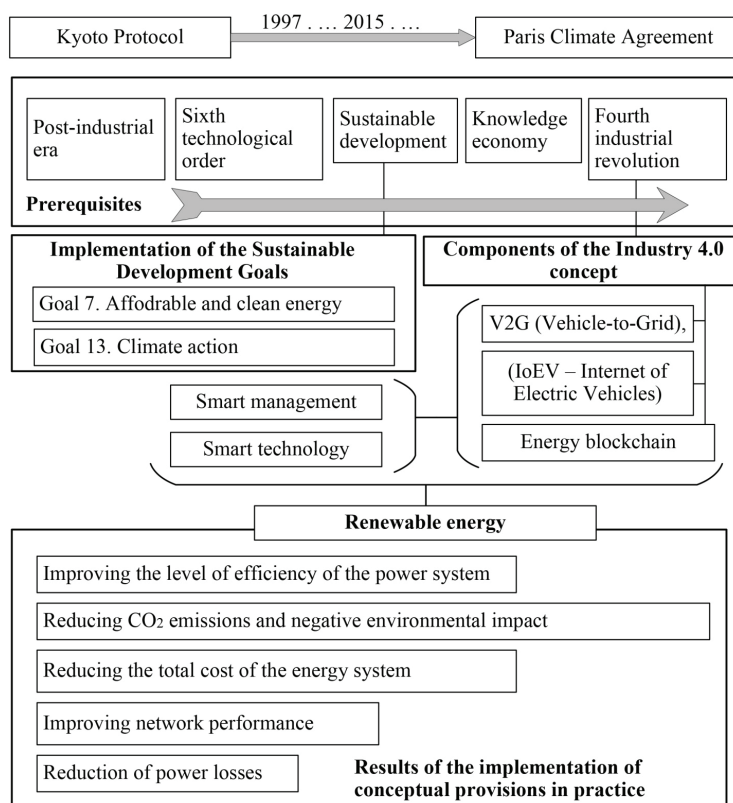 Kyoto Protocol
1997 . … 2015 . …
Paris Climate Agreement
Post-industrial
era
Sixth
technological
order
Sustainable
development
Knowledge
economy
Fourth
industrial
revolution
Prerequisites
Implementation of the Sustainable
Development Goals
Goal 7. Affodrable and clean energy
Goal 13. Climate action
Components of the Industry 4.0
concept
V2G (Vehicle-to-Grid),
(IoEV – Internet of
Electric Vehicles)
Energy blockchain
Smart management
Smart technology
Renewable energy
Improving the level of efficiency of the power system
Reducing CO₂ emissions and negative environmental impact
Reducing the total cost of the energy system
Improving network performance
Reduction of power losses
Results of the implementation of
conceptual provisions in practice